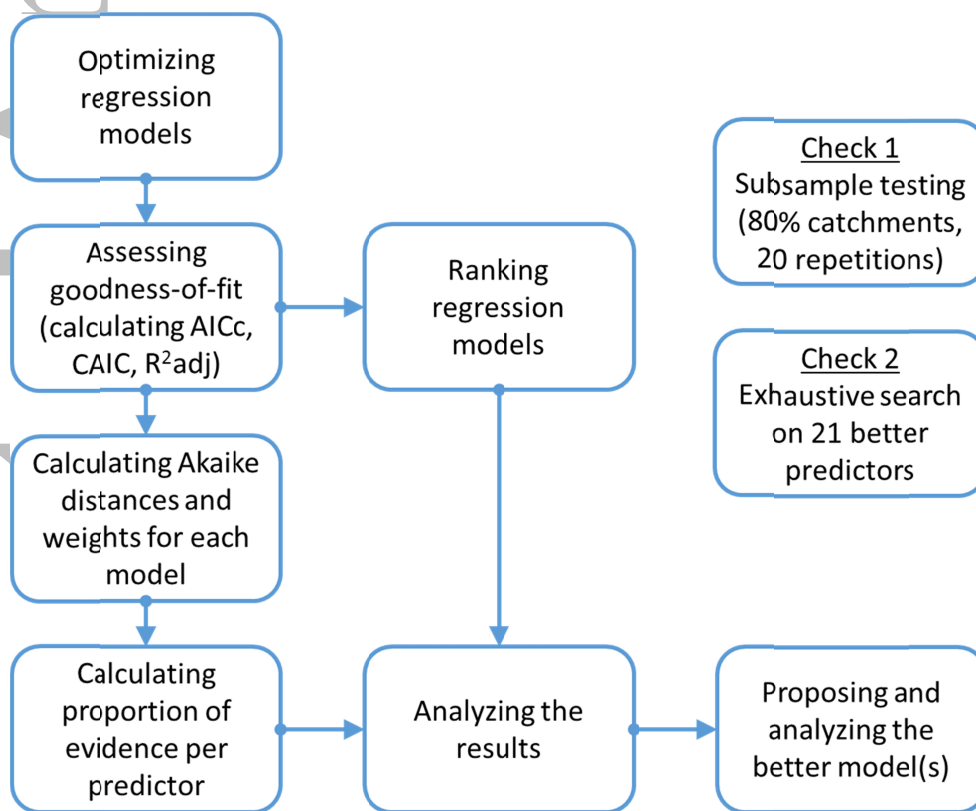 Optimizing
regression
models
Assessing
goodness-of-fit
(calculating AICc,
CAIC, R²adj)
Ranking
regression
models
Check 1
Subsample testing
(80% catchments,
20 repetitions)
Check 2
Exhaustive search
on 21 better
predictors
Calculating Akaike
distances and
weights for each
model
Calculating
proportion of
evidence per
predictor
Analyzing the
results
Proposing and
analyzing the
better model(s)